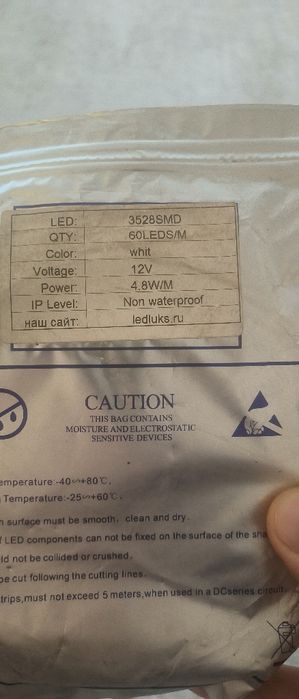 LED: 3528SMD
QTY: 60LEDS/M
Color: whit
Voltage: 12V
Power: 4.8W/M
IP Level: Non waterproof
наш сайт: ledluks.ru
CAUTION
THIS BAG CONTAINS
MOISTURE AND ELECTROSTATIC
SENSITIVE DEVICES
emperature:-40∽+80℃,
Temperature:-25∽+60℃,
surface must be smooth, clean and dry.
LED components can not be fixed on the surface of the
ld not be collided or crushed.
be cut following the cutting lines.
trips,must not exceed 5 meters,when used in a DCseries circuit